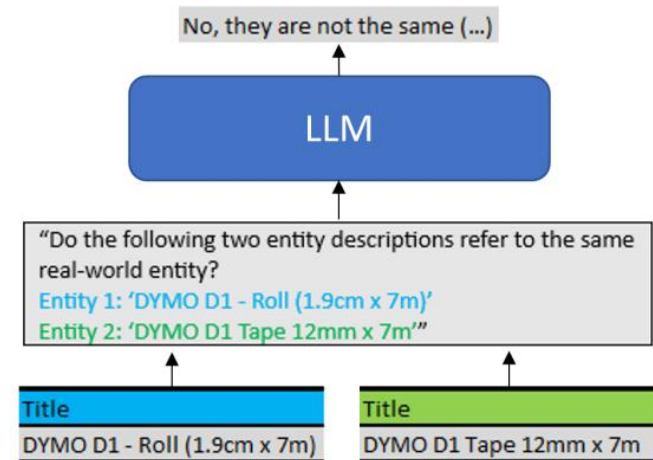 No, they are not the same (...)
LLM
“Do the following two entity descriptions refer to the same
real-world entity?
Entity 1: ‘DYMO D1 - Roll (1.9cm x 7m)’
Entity 2: ‘DYMO D1 Tape 12mm x 7m’”
Title
DYMO D1 - Roll (1.9cm x 7m)
Title
DYMO D1 Tape 12mm x 7m